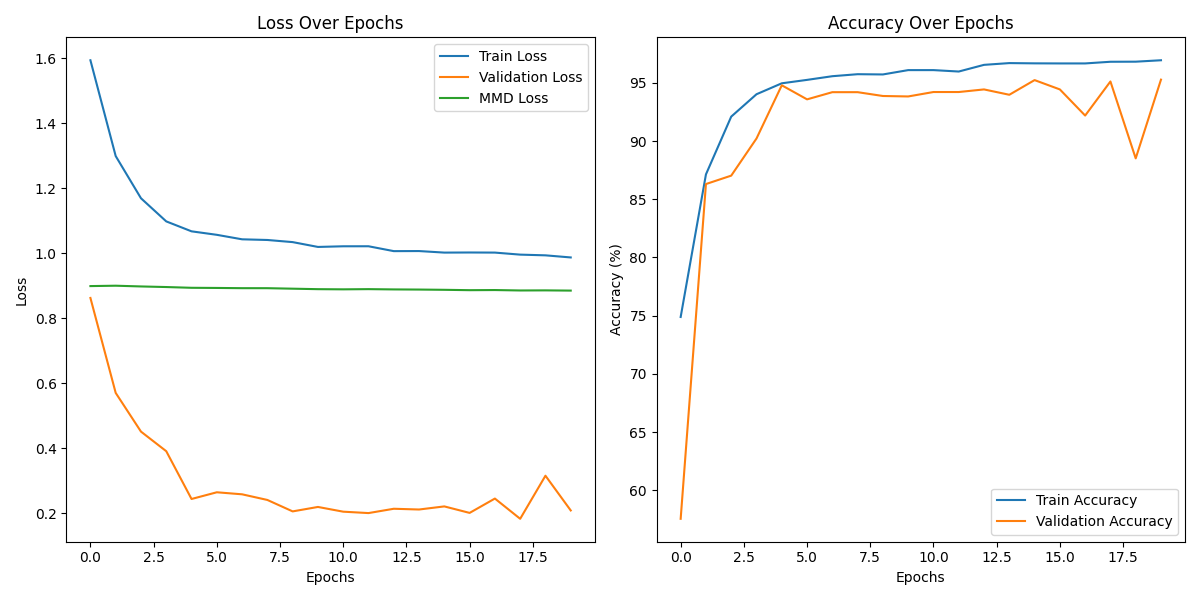 Loss Over Epochs
Loss
1.6
1.4
1.2
1.0
0.8
0.6
0.4
0.2
Train Loss
Validation Loss
MMD Loss
0.0 2.5 5.0 7.5 10.0 12.5 15.0 17.5
Epochs
Accuracy Over Epochs
Accuracy (%)
95
90
85
80
75
70
65
60
Train Accuracy
Validation Accuracy
0.0 2.5 5.0 7.5 10.0 12.5 15.0 17.5
Epochs